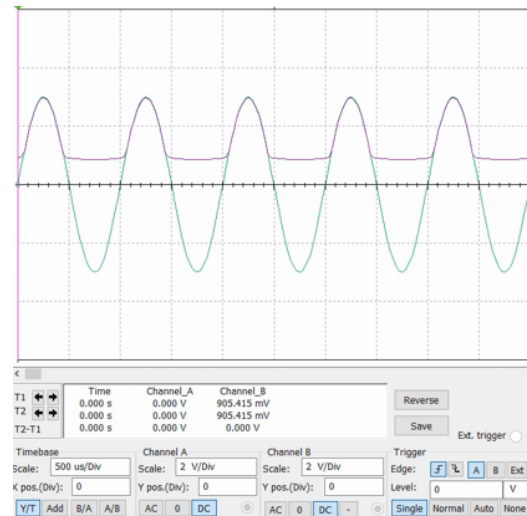 Time Channel_A Channel_B
T1 0.000 s 0.000 V 905.415 mV
T2 0.000 s 0.000 V 905.415 mV
T2-T1 0.000 s 0.000 V 0.000 V
Reverse
Save
Ext. trigger
Timebase
Scale: 500 us/Div
X pos.(Div): 0
Y/T Add B/A A/B
Channel A
Scale: 2 V/Div
Y pos.(Div): 0
AC 0 DC
Channel B
Scale: 2 V/Div
Y pos.(Div): 0
AC 0 DC -
Trigger
Edge: A B Ext
Level: 0 V
Single Normal Auto None